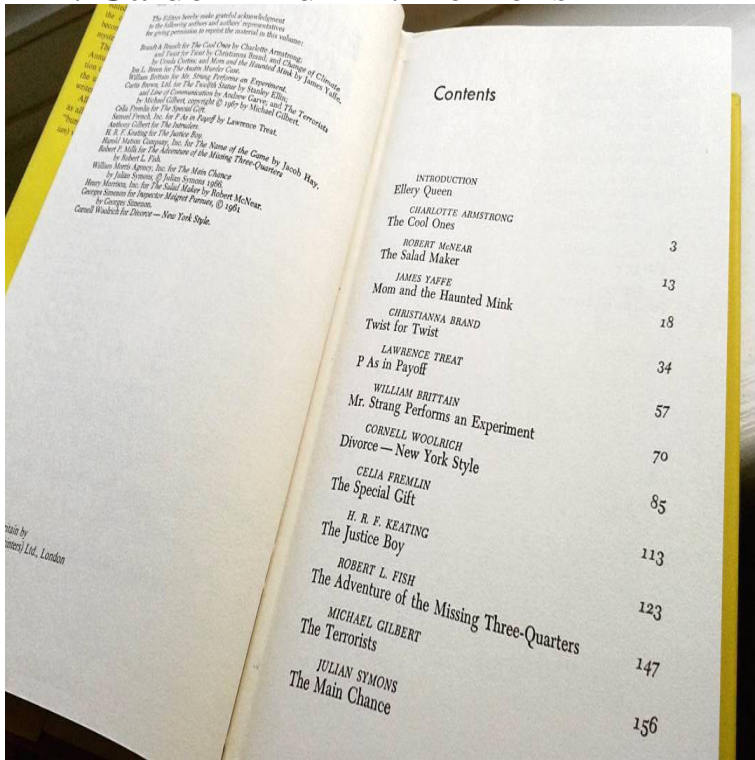 The Editor hereby makes grateful acknowledgment
to the following authors and authors' representatives
for giving permission to reprint the material in this volume:
Brandt & Brandt for The Cool Ones by Charlotte Armstrong;
and Twist for Twist by Christianna Brand; and Change of Climate
by Ursula Curtiss; and Mom and the Haunted Mink by James Yaffe.
Jon L. Breen for The Austin Murder Case.
William Brittain for Mr. Strang Performs an Experiment.
Curtis Brown, Ltd. for The Twelfth Statue by Stanley Ellin;
and Line of Communication by Andrew Garve; and The Terrorists
by Michael Gilbert, copyright © 1967 by Michael Gilbert.
Celia Fremlin for The Special Gift.
Samuel French, Inc. for P As in Payoff by Lawrence Treat.
Anthony Gilbert for The Intruders.
H. R. F. Keating for The Justice Boy.
Harold Matson Company, Inc. for The Name of the Game by Jacob Hay.
Robert P. Mills for The Adventure of the Missing Three-Quarters
by Robert L. Fish.
William Morris Agency, Inc. for The Main Chance
by Julian Symons, © Julian Symons 1966.
Henry Morrison, Inc. for The Salad Maker by Robert McNear.
Georges Simenon for Inspector Maigret Pursues, © 1961
by Georges Simenon.
Cornell Woolrich for Divorce — New York Style.
by
Ltd., London
Contents
INTRODUCTION
Ellery Queen
CHARLOTTE ARMSTRONG
The Cool Ones 3
ROBERT McNEAR
The Salad Maker 13
JAMES YAFFE
Mom and the Haunted Mink 18
CHRISTIANNA BRAND
Twist for Twist 34
LAWRENCE TREAT
P As in Payoff 57
WILLIAM BRITTAIN
Mr. Strang Performs an Experiment 70
CORNELL WOOLRICH
Divorce — New York Style 85
CELIA FREMLIN
The Special Gift 113
H. R. F. KEATING
The Justice Boy 123
ROBERT L. FISH
The Adventure of the Missing Three-Quarters 147
MICHAEL GILBERT
The Terrorists 156
JULIAN SYMONS
The Main Chance